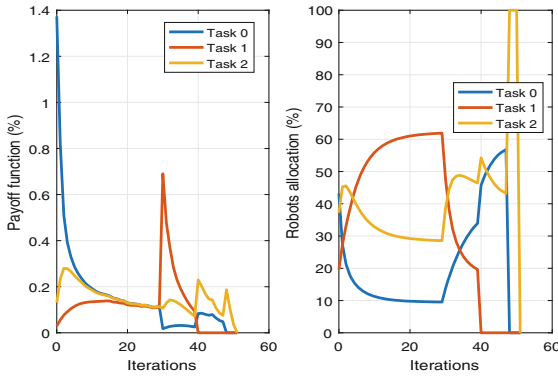 1.4
1.2
1
0.8
0.6
0.4
0.2
0
0
20
40
60
Payoff function (%)
Iterations
Task 0
Task 1
Task 2
100
90
80
70
60
50
40
30
20
10
0
0
20
40
60
Robots allocation (%)
Iterations
Task 0
Task 1
Task 2